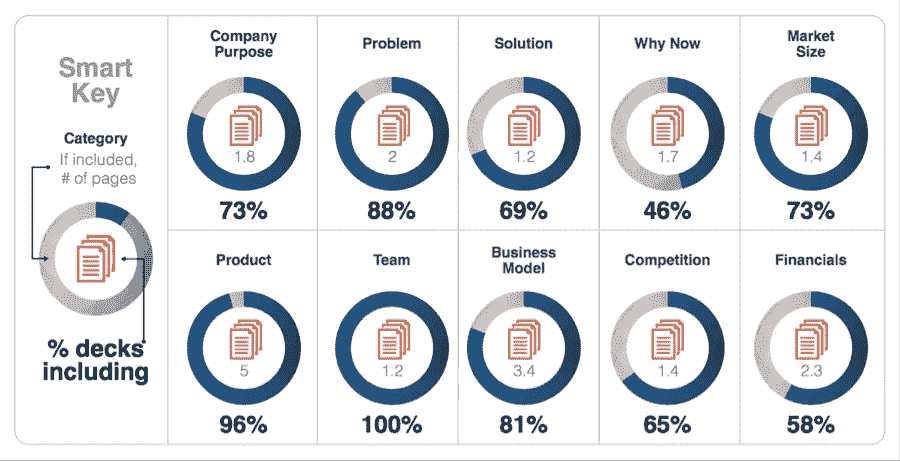 Smart
Key
Category
If included,
# of pages
% decks
including
Company
Purpose
1.8
73%
Problem
2
88%
Solution
1.2
69%
Why Now
1.7
46%
Market
Size
1.4
73%
Product
5
96%
Team
1.2
100%
Business
Model
3.4
81%
Competition
1.4
65%
Financials
2.3
58%